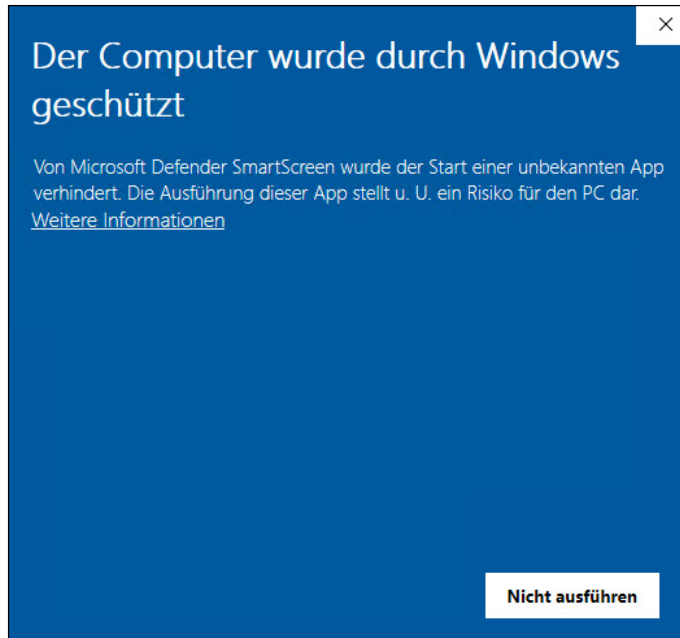 Der Computer wurde durch Windows
geschützt
Von Microsoft Defender SmartScreen wurde der Start einer unbekannten App
verhindert. Die Ausführung dieser App stellt u. U. ein Risiko für den PC dar.
Weitere Informationen
Nicht ausführen